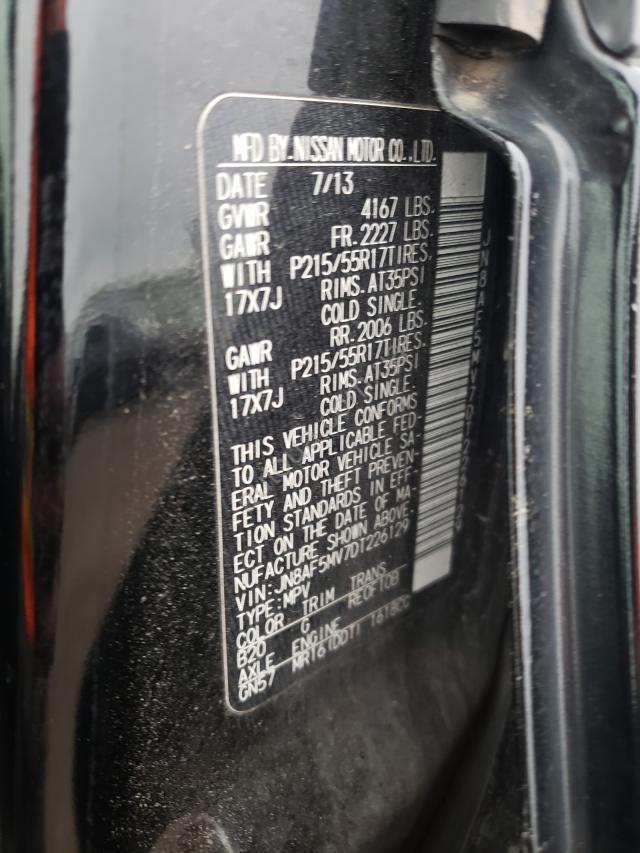 MFD BY.NISSAN MOTOR CO.,LTD.
DATE 7/13
GVWR 4167 LBS.
GAWR FR. 2227 LBS.
WITH P215/55R17TIRES.
17X7J RIMS. AT35PSI
COLD SINGLE.
GAWR RR. 2006 LBS.
WITH P215/55R17TIRES.
17X7J RIMS. AT35PSI
COLD SINGLE.
THIS VEHICLE CONFORMS
TO ALL APPLICABLE FED-
ERAL MOTOR VEHICLE SA-
FETY AND THEFT PREVEN-
TION STANDARDS IN EFF
ECT ON THE DATE OF MA-
NUFACTURE SHOWN ABOVE.
VIN:JN8AF5MV7DT226129
TYPE:MPV
COLOR TRIM TRANS
B20 G RE0F10B
AXLE ENGINE
GN57 MR16(DDT) 1618CC